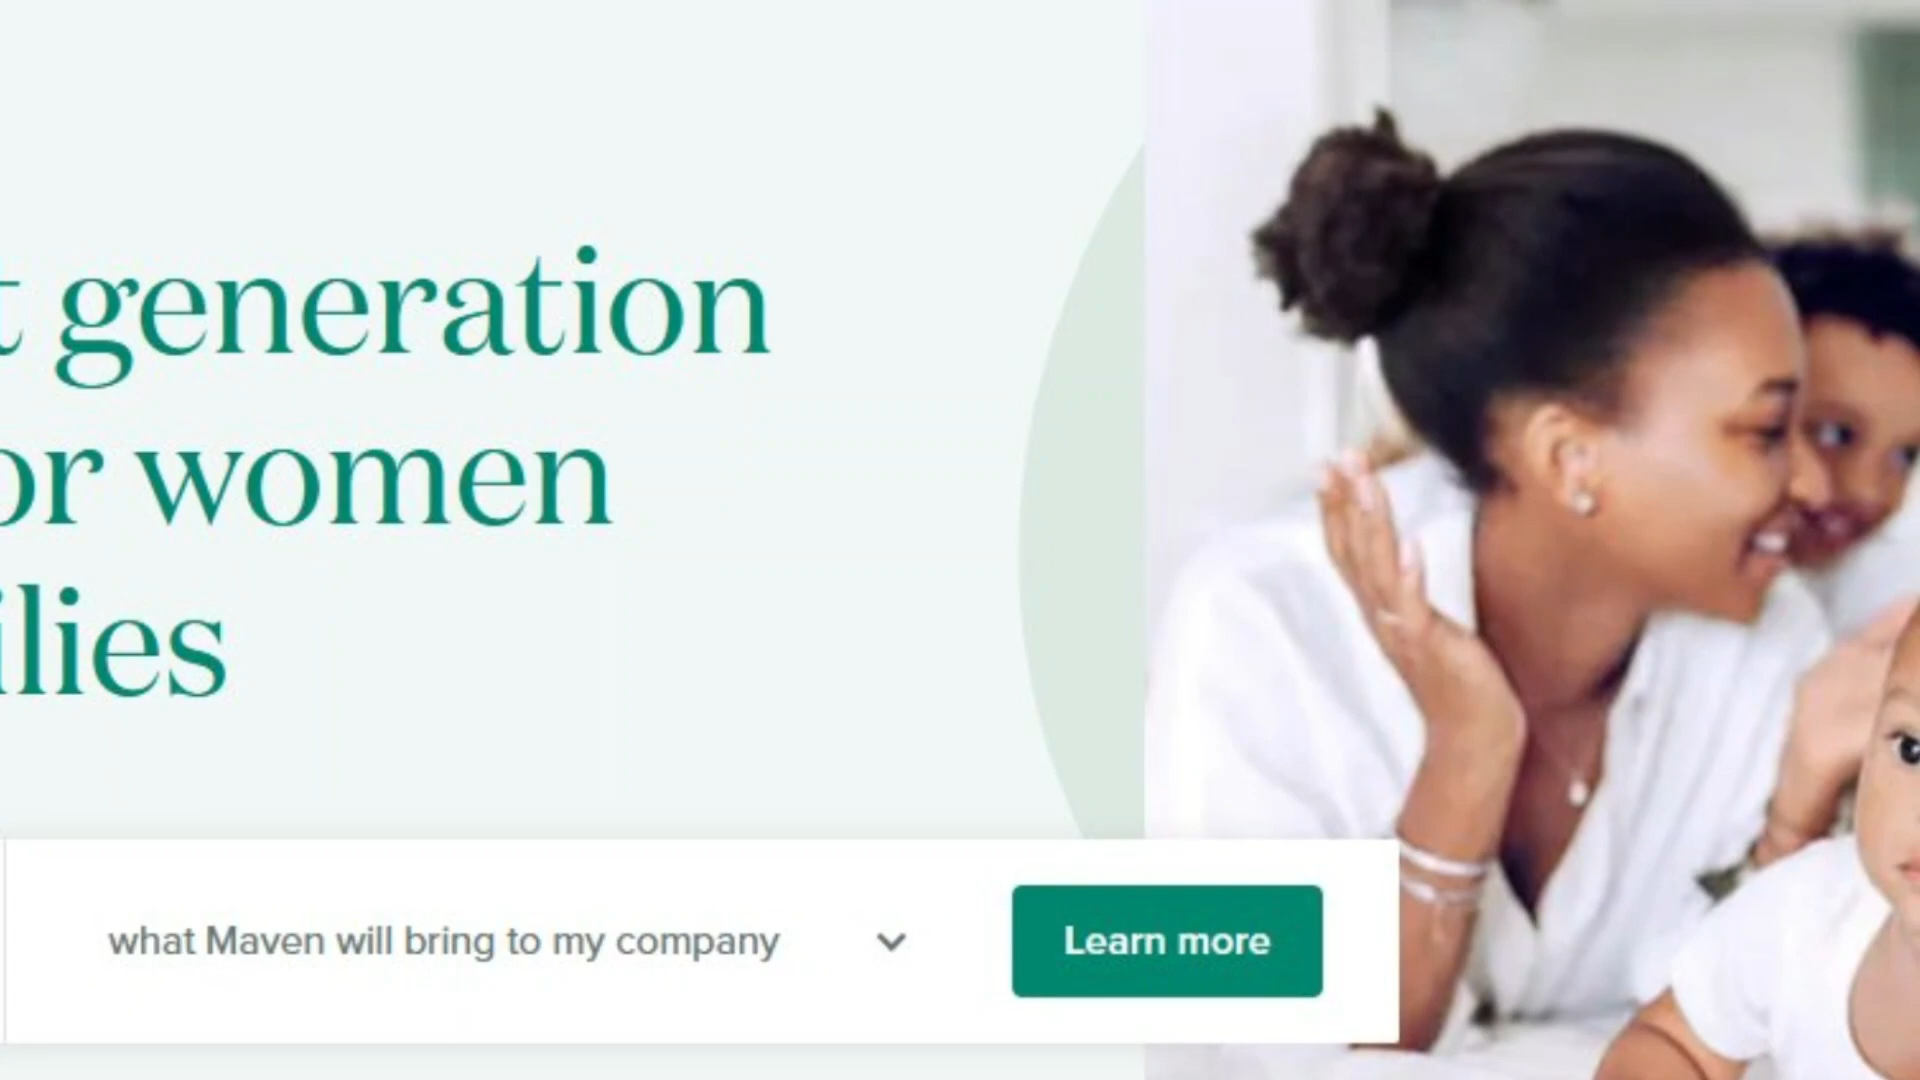 t generation
or women
ilies
what Maven will bring to my company
Learn more